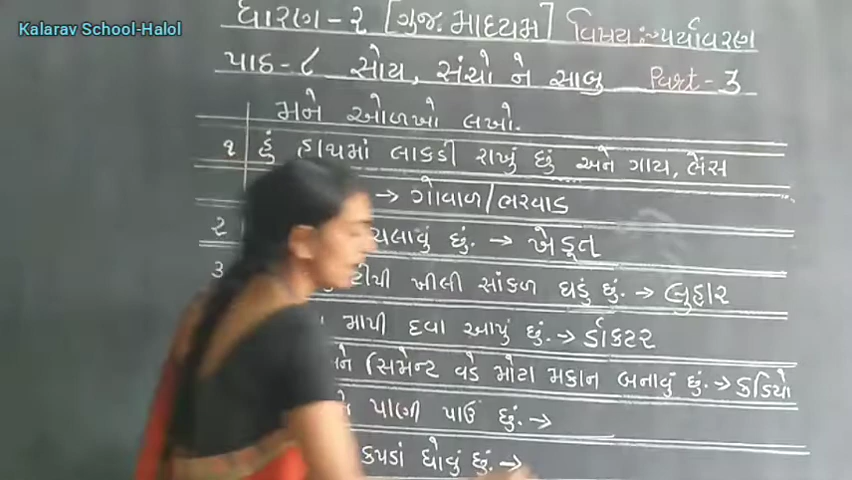 Kalarav School-Halol
ધોરણ-૨ [ગુજ. માધ્યમ] વિષય:-પર્યાવરણ
પાઠ-૮ સોય, સંચો ને સાબુ Part-3
મને ઓળખો લખો.
૧ હું હાથમાં લાકડી રાખું છું અને ગાય, ભેંસ
→ ગોવાળ/ભરવાડ
૨ ચલાવું છું. → ખેડૂત
૩ ટીપી ખીલી સાંકળ ઘડું છું. → લુહાર
માપી દવા આપું છું. → ડૉક્ટર
સિમેન્ટ વડે મોટા મકાન બનાવું છું. → કડિયો
પાણી પાઉં છું. →
કપડાં ધોવું છું. →